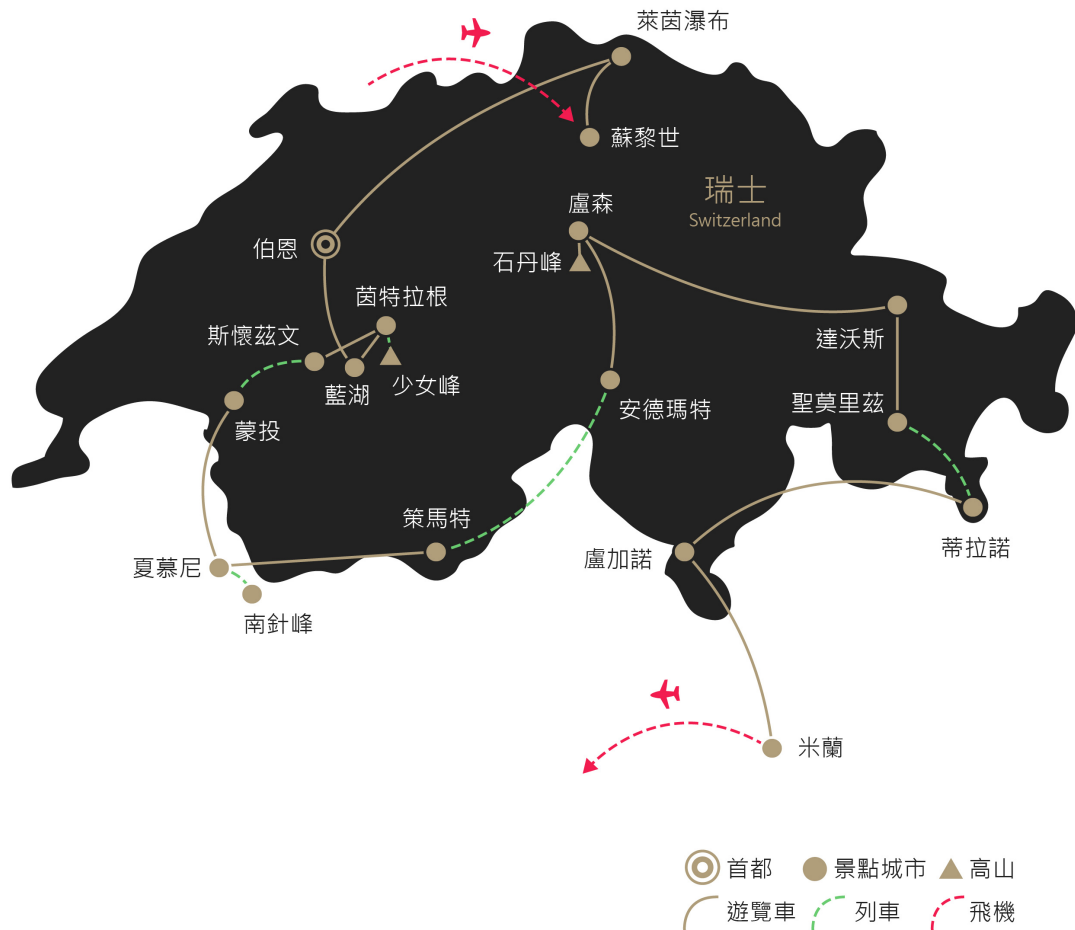 萊茵瀑布
蘇黎世
瑞士
Switzerland
盧森
伯恩
石丹峰
茵特拉根
斯懷茲文
達沃斯
藍湖
少女峰
聖莫里茲
安德瑪特
蒙投
策馬特
蒂拉諾
盧加諾
夏慕尼
南針峰
米蘭
首都 景點城市 高山
遊覽車 列車 飛機